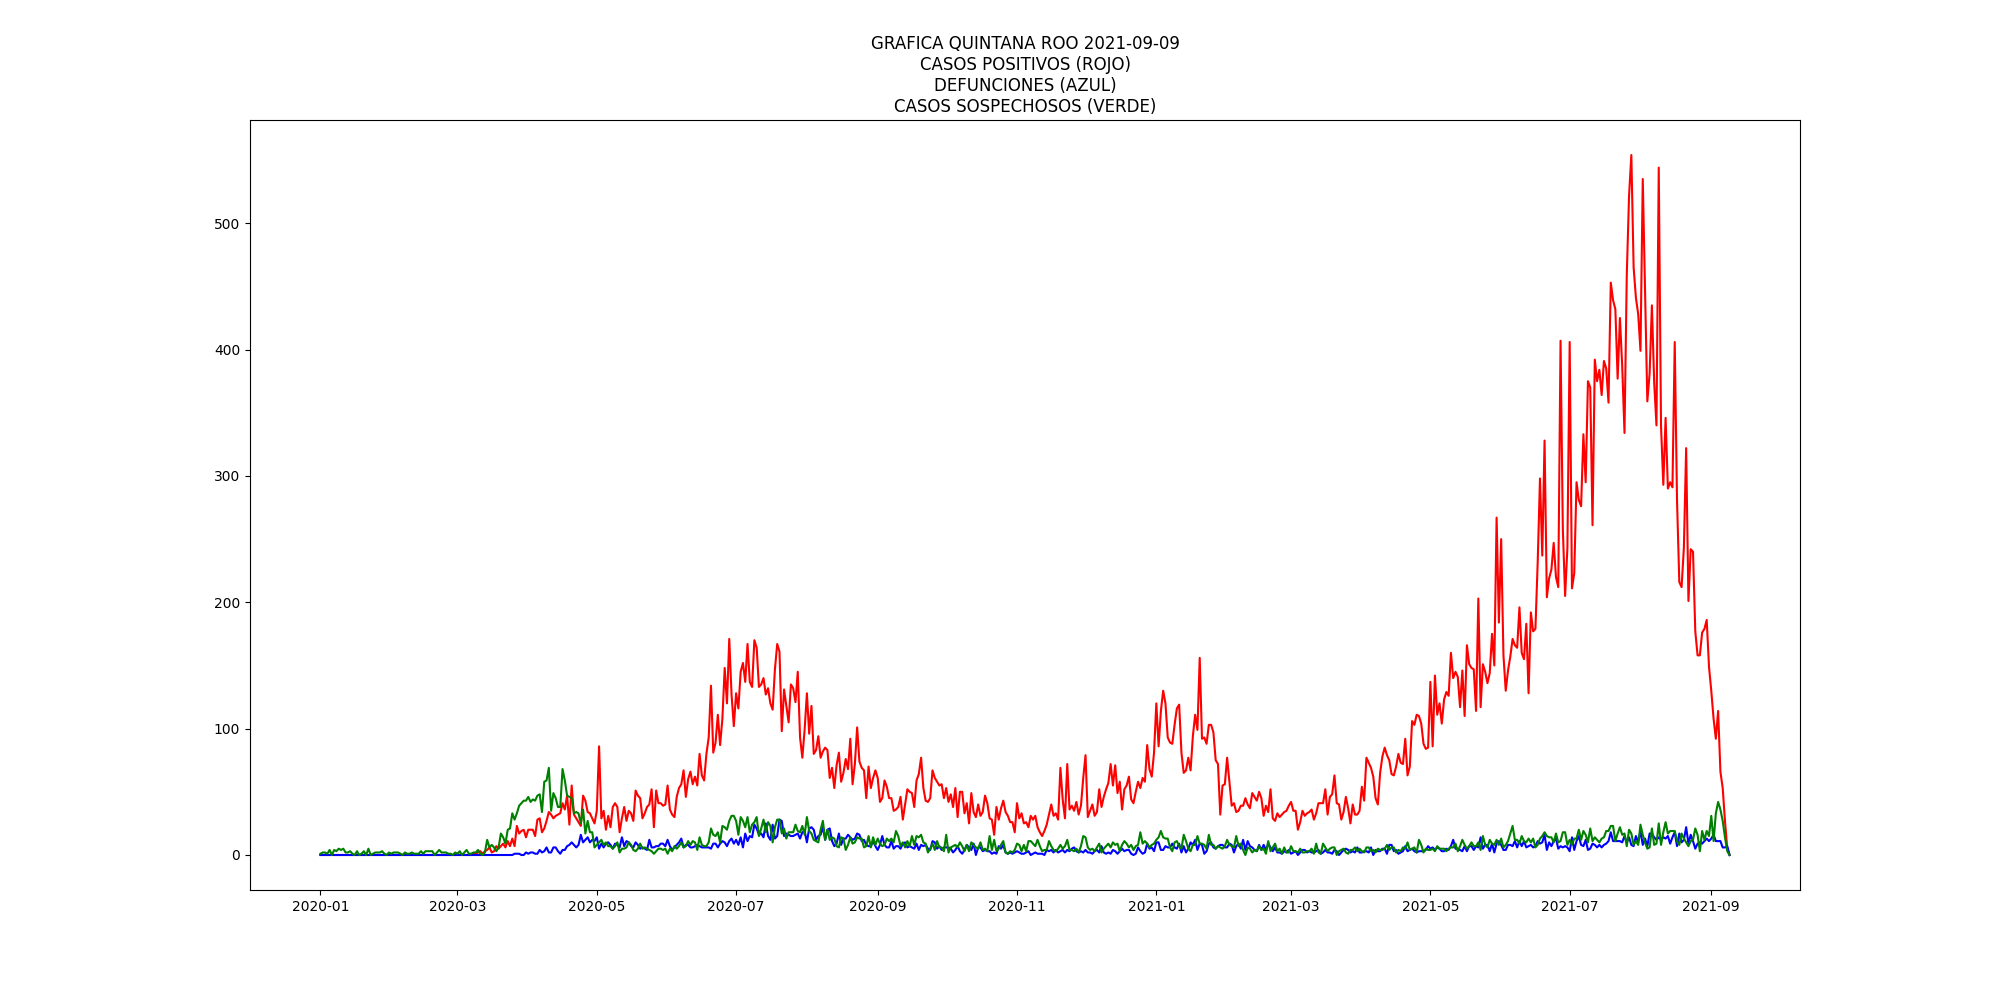 GRAFICA QUINTANA ROO 2021-09-09
CASOS POSITIVOS (ROJO)
DEFUNCIONES (AZUL)
CASOS SOSPECHOSOS (VERDE)
500
400
300
200
100
0
2020-01 2020-03 2020-05 2020-07 2020-09 2020-11 2021-01 2021-03 2021-05 2021-07 2021-09